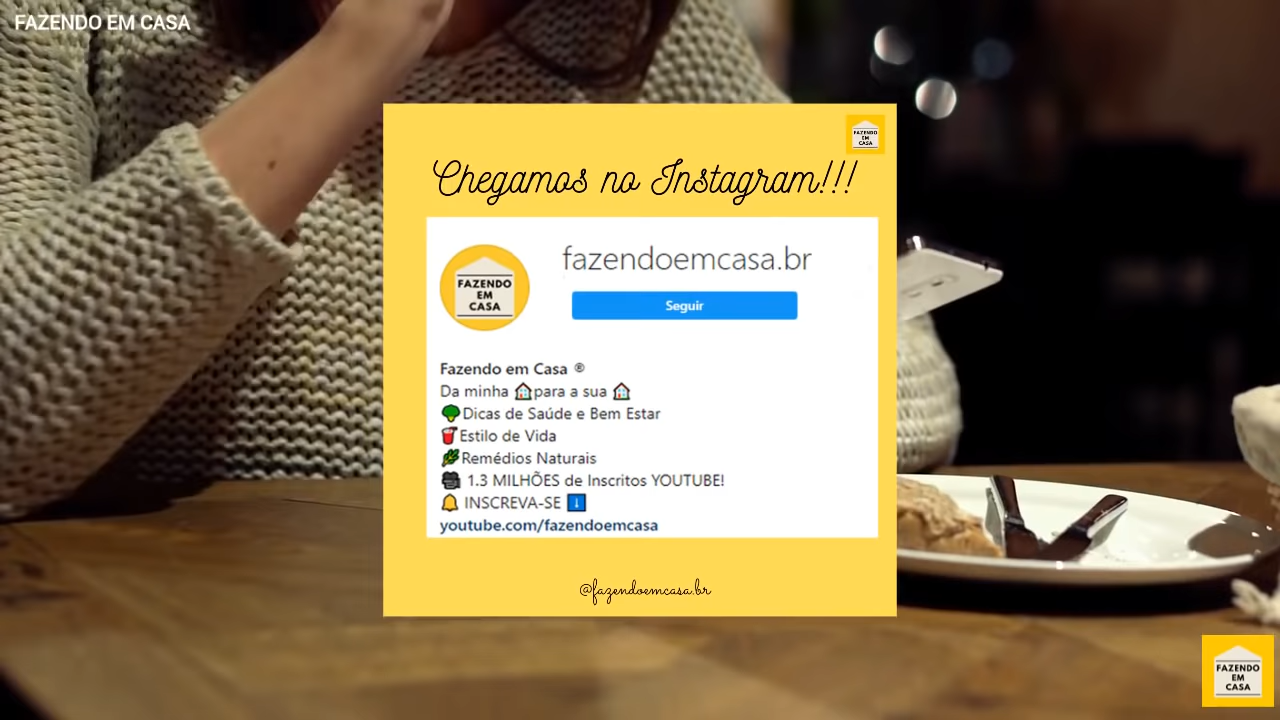 FAZENDO EM CASA
FAZENDO
EM
CASA
Chegamos no Instagram!!!
fazendoemcasa.br
Seguir
FAZENDO
EM
CASA
Fazendo em Casa ®
Da minha 🏠para a sua 🏠
🌳Dicas de Saúde e Bem Estar
🥤Estilo de Vida
🌿Remédios Naturais
🎥 1.3 MILHÕES de Inscritos YOUTUBE!
🔔 INSCREVA-SE ⬇️
youtube.com/fazendoemcasa
@fazendoemcasa.br
FAZENDO
EM
CASA